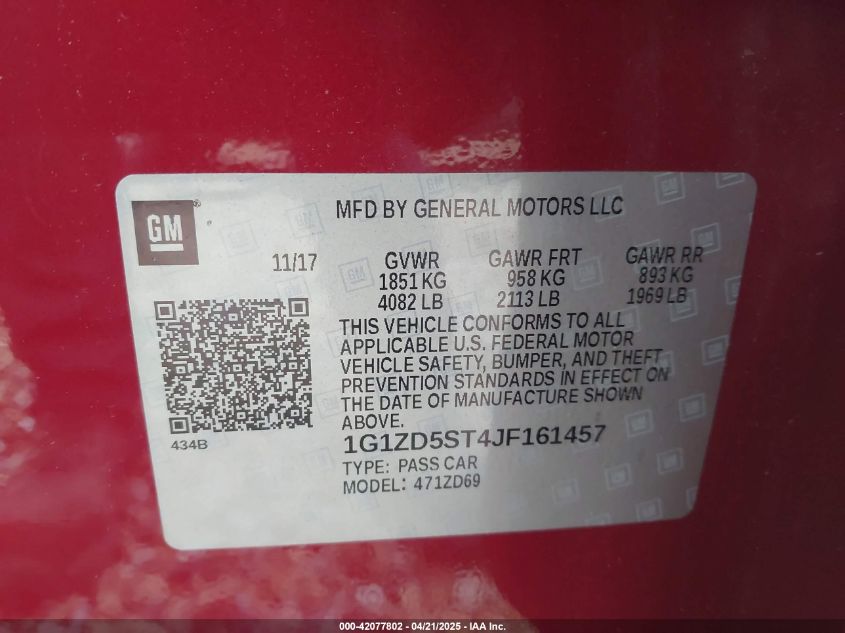 GM
MFD BY GENERAL MOTORS LLC
11/17
GVWR GAWR FRT GAWR RR
1851 KG 958 KG 893 KG
4082 LB 2113 LB 1969 LB
THIS VEHICLE CONFORMS TO ALL
APPLICABLE U.S. FEDERAL MOTOR
VEHICLE SAFETY, BUMPER, AND THEFT
PREVENTION STANDARDS IN EFFECT ON
THE DATE OF MANUFACTURE SHOWN
ABOVE.
434B
1G1ZD5ST4JF161457
TYPE: PASS CAR
MODEL: 471ZD69
000-42077802 - 04/21/2025 - IAA Inc.